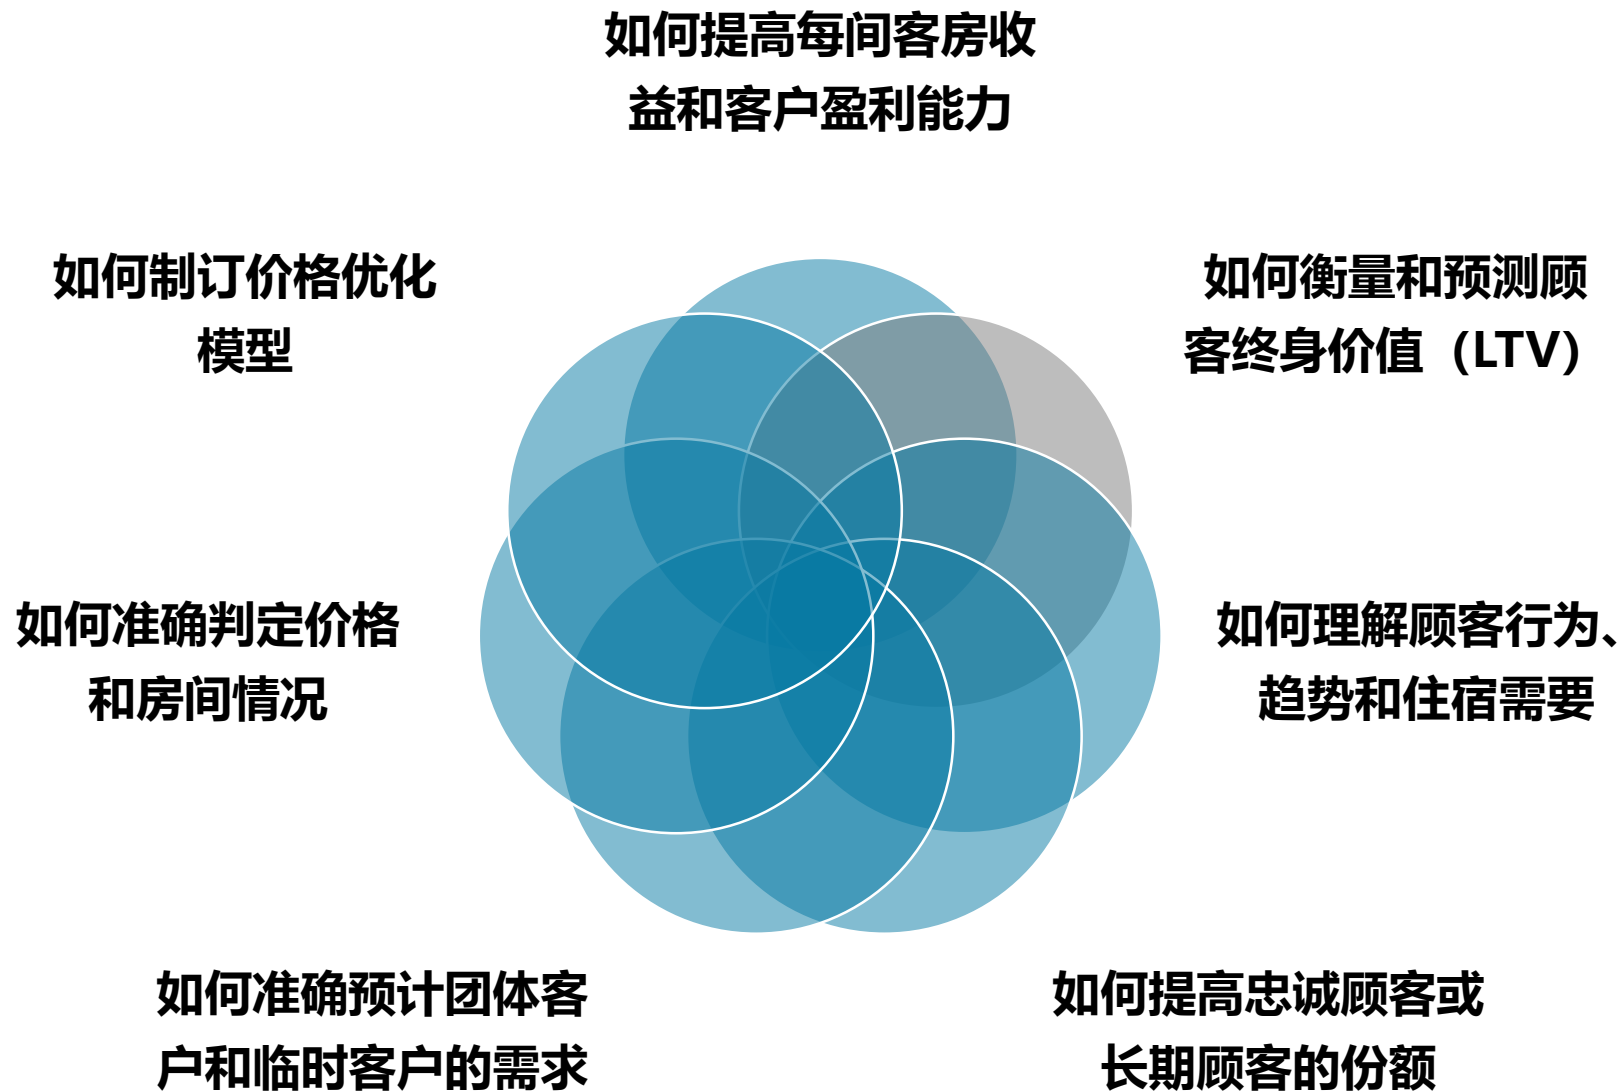 如何提高每间客房收
益和客户盈利能力
如何制订价格优化
模型
如何衡量和预测顾
客终身价值（LTV）
如何准确判定价格
和房间情况
如何理解顾客行为、
趋势和住宿需要
如何准确预计团体客
户和临时客户的需求
如何提高忠诚顾客或
长期顾客的份额